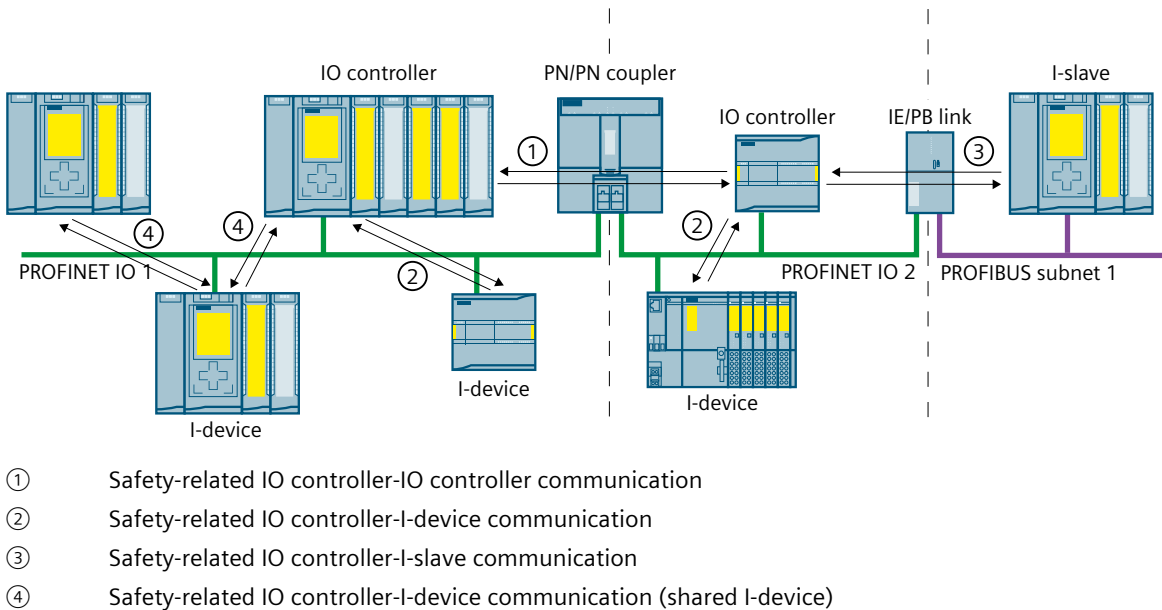 IO controller
PN/PN coupler
I-slave
IO controller
IE/PB link
①
③
④
④
②
②
PROFINET IO 1
PROFINET IO 2
PROFIBUS subnet 1
I-device
I-device
I-device
① Safety-related IO controller-IO controller communication
② Safety-related IO controller-I-device communication
③ Safety-related IO controller-I-slave communication
④ Safety-related IO controller-I-device communication (shared I-device)